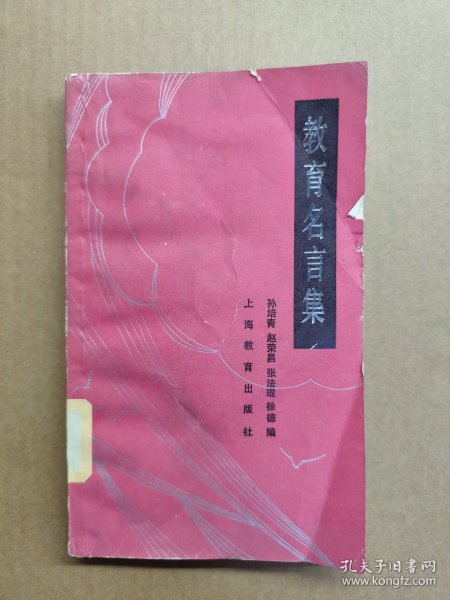 教育名言集
孙培青 赵荣昌 张法琨 徐德 编
上海教育出版社
孔夫子旧书网
www.kongfz.com